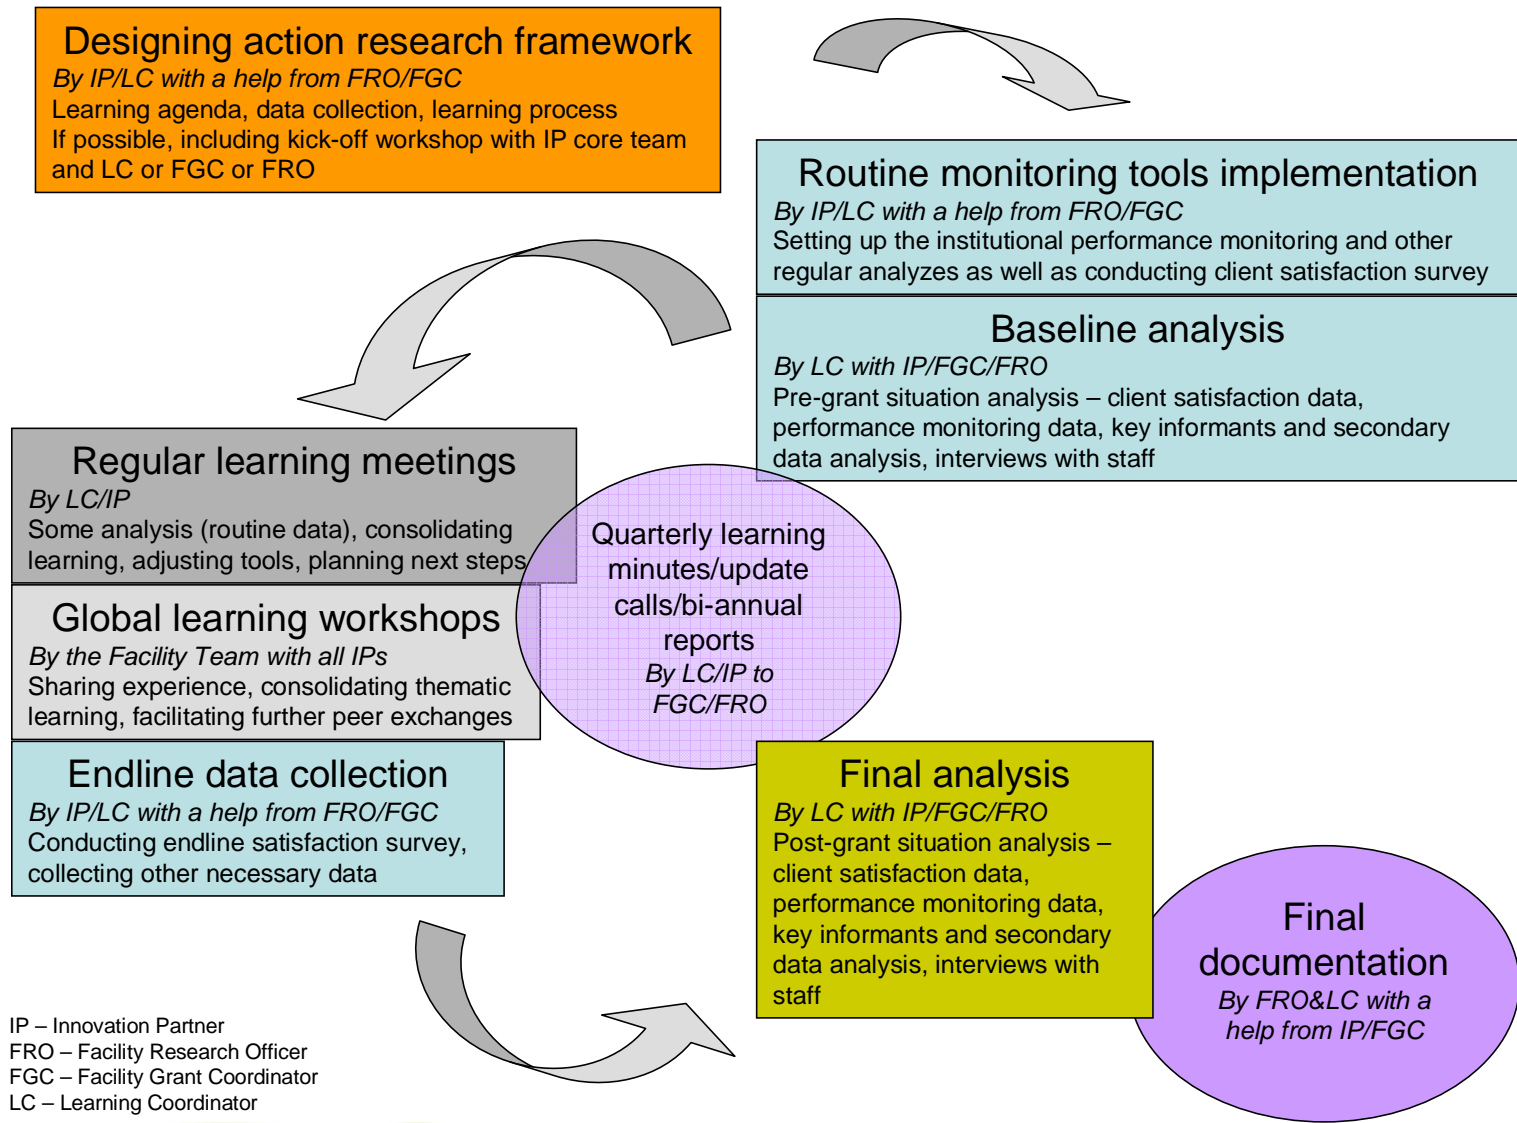 Designing action research framework
By IP/LC with a help from FRO/FGC
Learning agenda, data collection, learning process
If possible, including kick-off workshop with IP core team
and LC or FGC or FRO
Routine monitoring tools implementation
By IP/LC with a help from FRO/FGC
Setting up the institutional performance monitoring and other
regular analyzes as well as conducting client satisfaction survey
Baseline analysis
By LC with IP/FGC/FRO
Pre-grant situation analysis – client satisfaction data,
performance monitoring data, key informants and secondary
data analysis, interviews with staff
Regular learning meetings
By LC/IP
Some analysis (routine data), consolidating
learning, adjusting tools, planning next steps
Global learning workshops
By the Facility Team with all IPs
Sharing experience, consolidating thematic
learning, facilitating further peer exchanges
Quarterly learning
minutes/update
calls/bi-annual
reports
By LC/IP to
FGC/FRO
Endline data collection
By IP/LC with a help from FRO/FGC
Conducting endline satisfaction survey,
collecting other necessary data
Final analysis
By LC with IP/FGC/FRO
Post-grant situation analysis –
client satisfaction data,
performance monitoring data,
key informants and secondary
data analysis, interviews with
staff
Final
documentation
By FRO&LC with a
help from IP/FGC
IP – Innovation Partner
FRO – Facility Research Officer
FGC – Facility Grant Coordinator
LC – Learning Coordinator